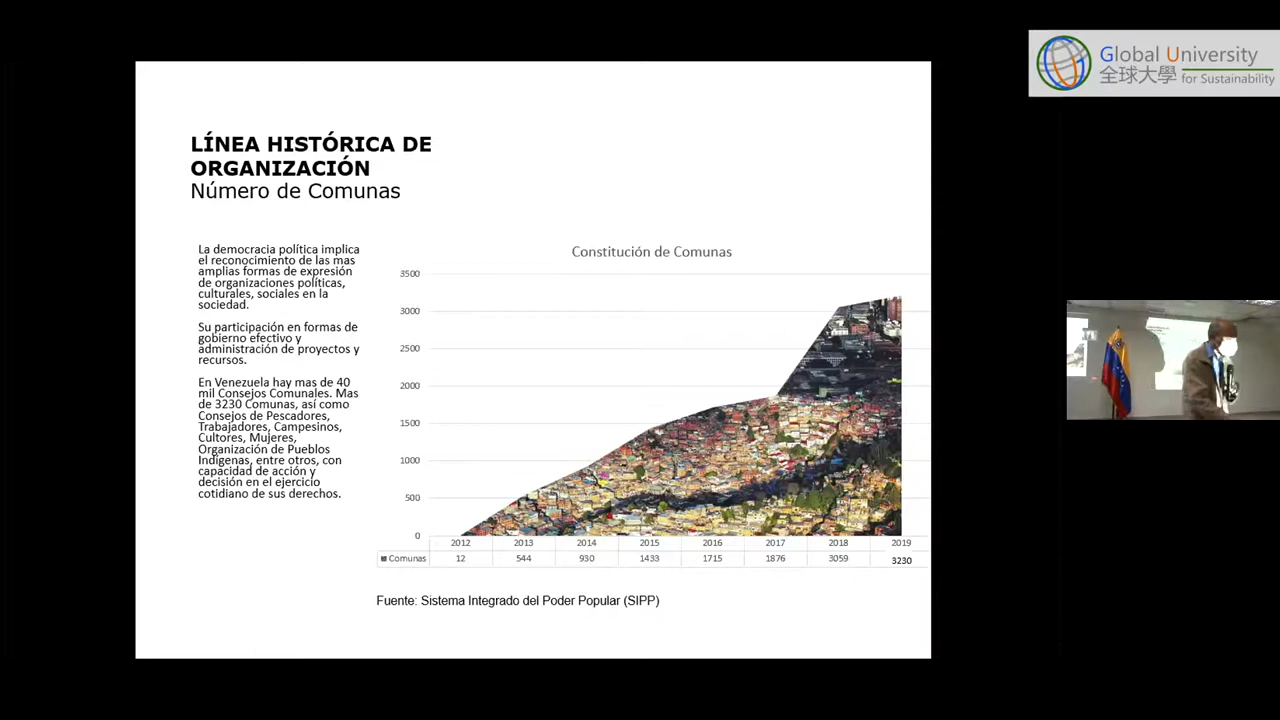 Global University
全球大學 for Sustainability
LÍNEA HISTÓRICA DE
ORGANIZACIÓN
Número de Comunas
La democracia política implica
el reconocimiento de las mas
amplias formas de expresión
de organizaciones políticas,
culturales, sociales en la
sociedad.
Su participación en formas de
gobierno efectivo y
administración de proyectos y
recursos.
En Venezuela hay mas de 40
mil Consejos Comunales. Mas
de 3230 Comunas, así como
Consejos de Pescadores,
Trabajadores, Campesinos,
Cultores, Mujeres,
Organización de Pueblos
Indígenas, entre otros, con
capacidad de acción y
decisión en el ejercicio
cotidiano de sus derechos.
Constitución de Comunas
3500
3000
2500
2000
1500
1000
500
0
2012 2013 2014 2015 2016 2017 2018 2019
Comunas 12 544 930 1433 1715 1876 3059 3230
Fuente: Sistema Integrado del Poder Popular (SIPP)